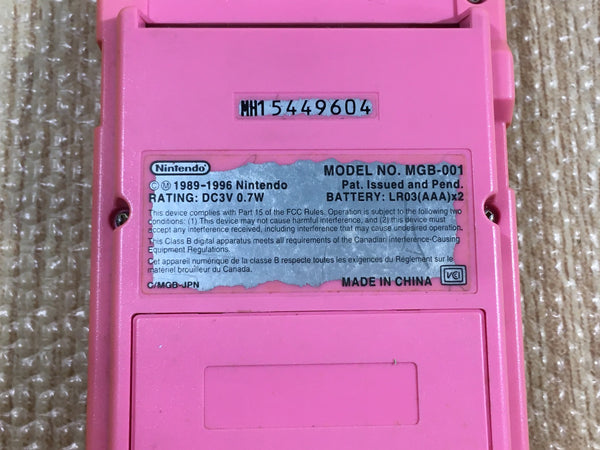 MH15449604
Nintendo MODEL NO. MGB-001
©Ⓜ 1989-1996 Nintendo Pat. Issued and Pend.
RATING: DC3V 0.7W BATTERY: LR03(AAA)x2
This device complies with Part 15 of the FCC Rules. Operation is subject to the following two
conditions: (1) This device may not cause harmful interference, and (2) this device must
accept any interference received, including interference that may cause undesired operation.
This Class B digital apparatus meets all requirements of the Canadian Interference-Causing
Equipment Regulations.
Cet appareil numérique de la classe B respecte toutes les exigences du Règlement sur le
matériel brouilleur du Canada.
C/MGB-JPN MADE IN CHINA VCI